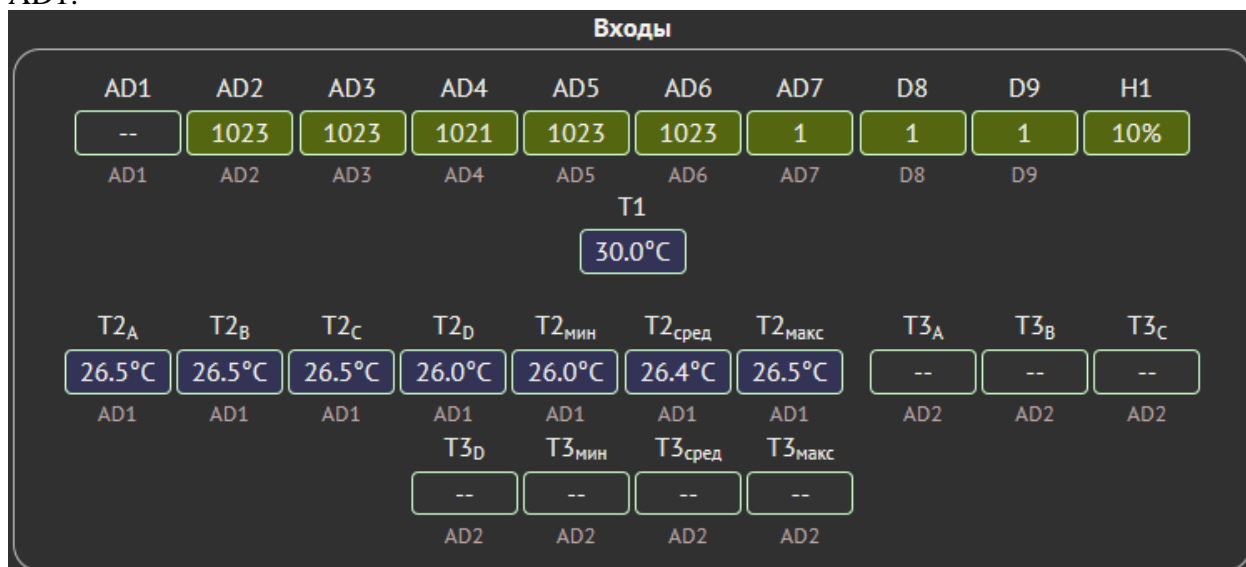 AD1.
Входы
AD1 AD2 AD3 AD4 AD5 AD6 AD7 D8 D9 H1
-- 1023 1023 1021 1023 1023 1 1 1 10%
AD1 AD2 AD3 AD4 AD5 AD6 AD7 D8 D9
T1
30.0°C
T2A T2B T2C T2D T2мин T2сред T2макс T3A T3B T3C
26.5°C 26.5°C 26.5°C 26.0°C 26.0°C 26.4°C 26.5°C -- -- --
AD1 AD1 AD1 AD1 AD1 AD1 AD1 AD2 AD2 AD2
T3D T3мин T3сред T3макс
-- -- -- --
AD2 AD2 AD2 AD2